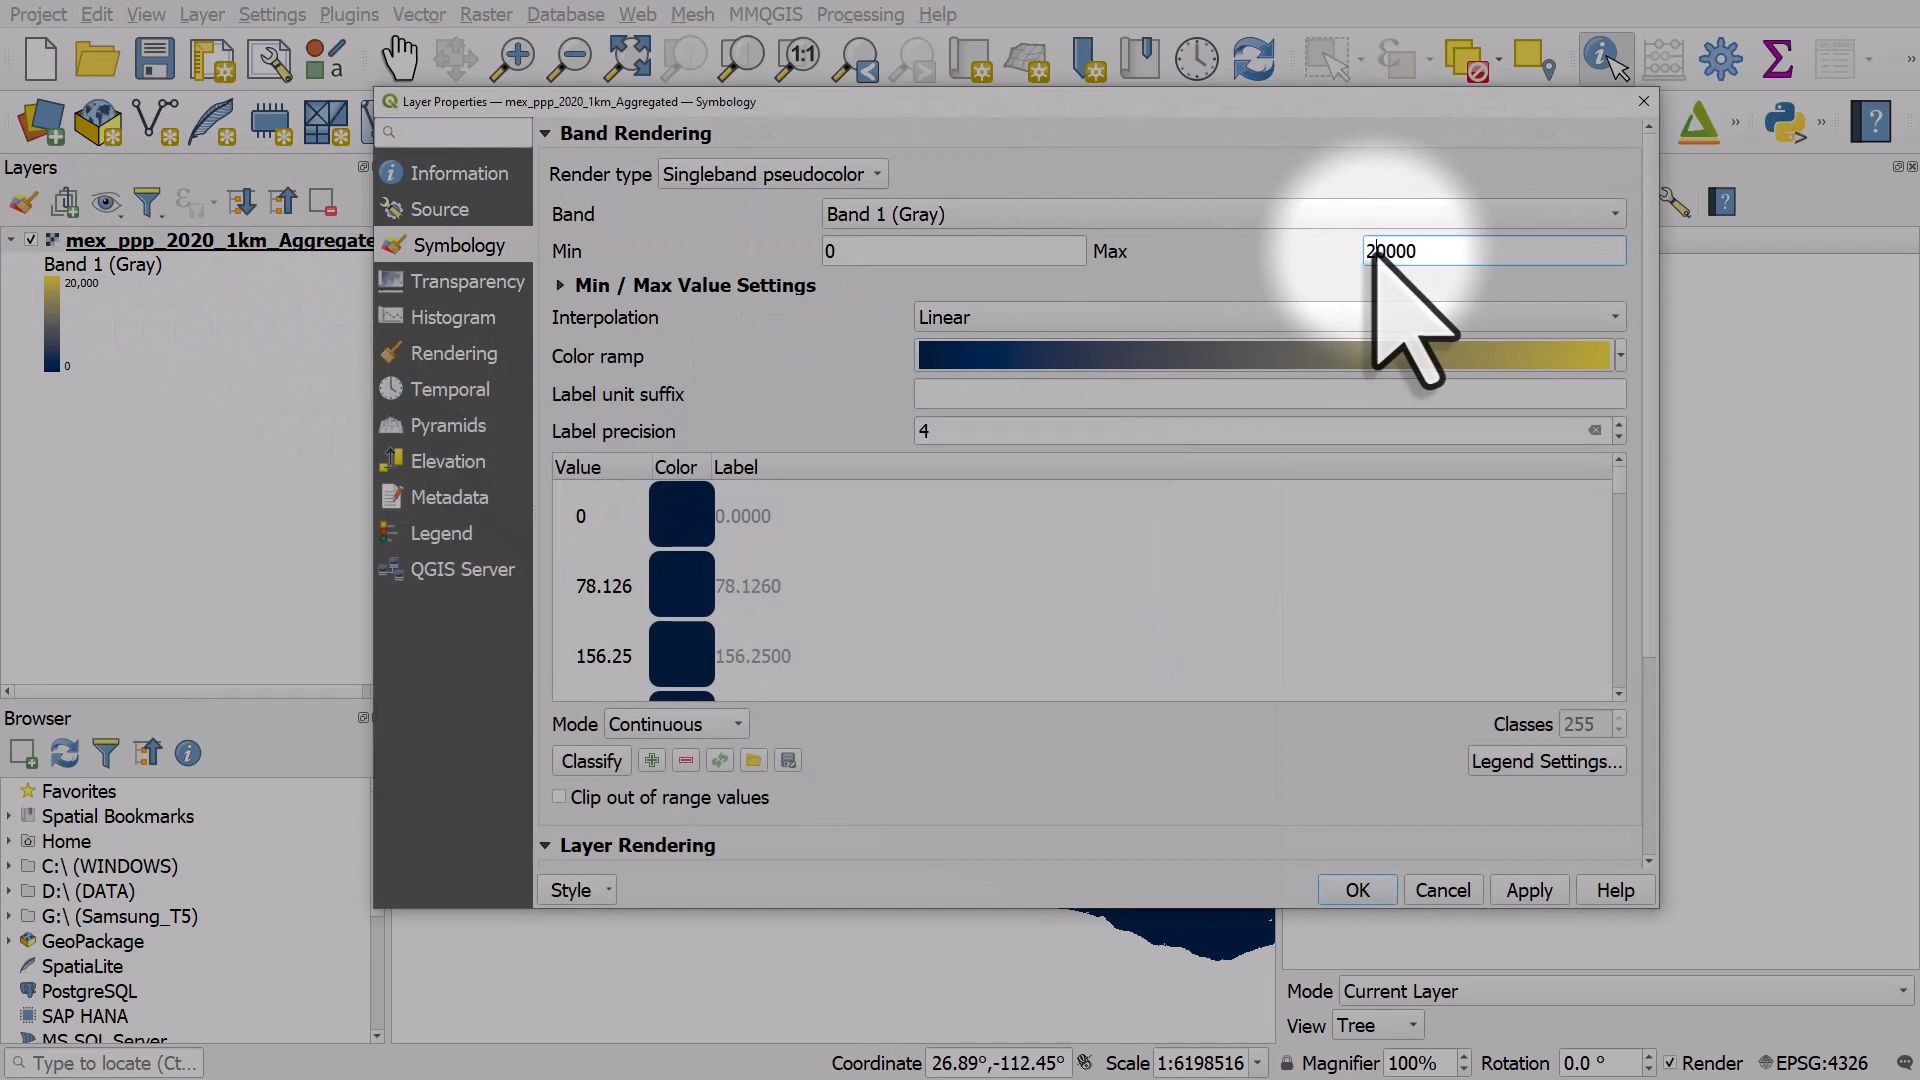 Project Edit View Layer Settings Plugins Vector Raster Database Web Mesh MMQGIS Processing Help
a
1:1
Layer Properties — mex_ppp_2020_1km_Aggregated — Symbology
Layers
mex_ppp_2020_1km_Aggregate
Band 1 (Gray)
20,000
0
Information
Source
Symbology
Transparency
Histogram
Rendering
Temporal
Pyramids
Elevation
Metadata
Legend
QGIS Server
Band Rendering
Render type Singleband pseudocolor
Band Band 1 (Gray)
Min 0 Max 20000
Min / Max Value Settings
Interpolation Linear
Color ramp
Label unit suffix
Label precision 4
Value Color Label
0 0.0000
78.126 78.1260
156.25 156.2500
Mode Continuous Classes 255
Classify Legend Settings...
Clip out of range values
Layer Rendering
Style OK Cancel Apply Help
Browser
Favorites
Spatial Bookmarks
Home
C:\ (WINDOWS)
D:\ (DATA)
G:\ (Samsung_T5)
GeoPackage
SpatiaLite
PostgreSQL
SAP HANA
MS SQL Server
Mode Current Layer
View Tree
Type to locate (Ct... Coordinate 26.89°,-112.45° Scale 1:6198516 Magnifier 100% Rotation 0.0 ° Render EPSG:4326